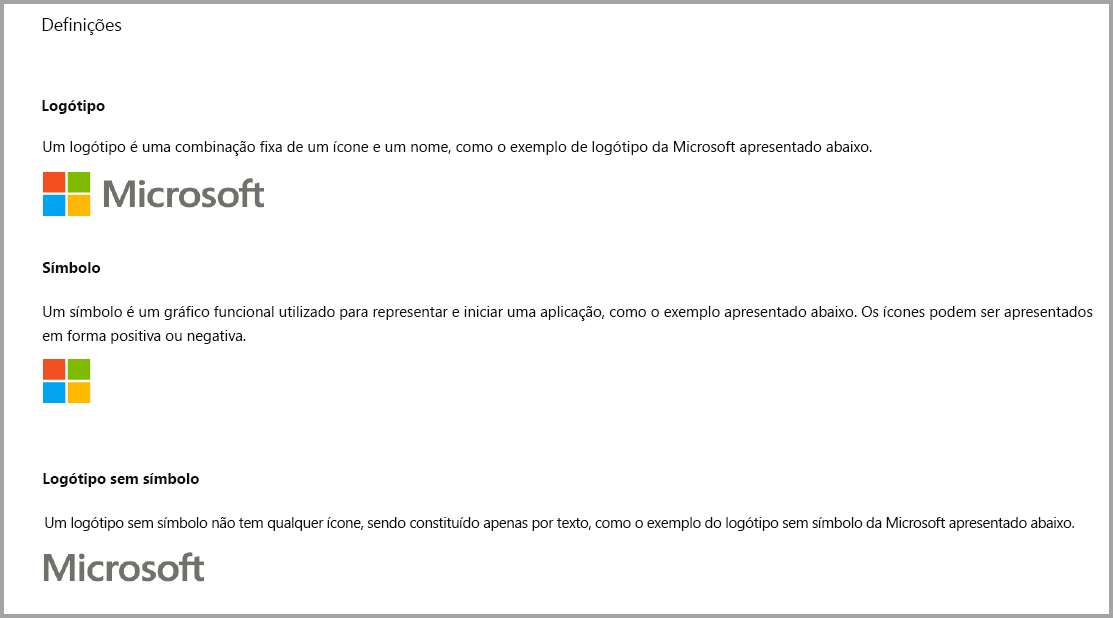 Definições
Logótipo
Um logótipo é uma combinação fixa de um ícone e um nome, como o exemplo de logótipo da Microsoft apresentado abaixo.
Microsoft
Símbolo
Um símbolo é um gráfico funcional utilizado para representar e iniciar uma aplicação, como o exemplo apresentado abaixo. Os ícones podem ser apresentados
em forma positiva ou negativa.
Logótipo sem símbolo
Um logótipo sem símbolo não tem qualquer ícone, sendo constituído apenas por texto, como o exemplo do logótipo sem símbolo da Microsoft apresentado abaixo.
Microsoft